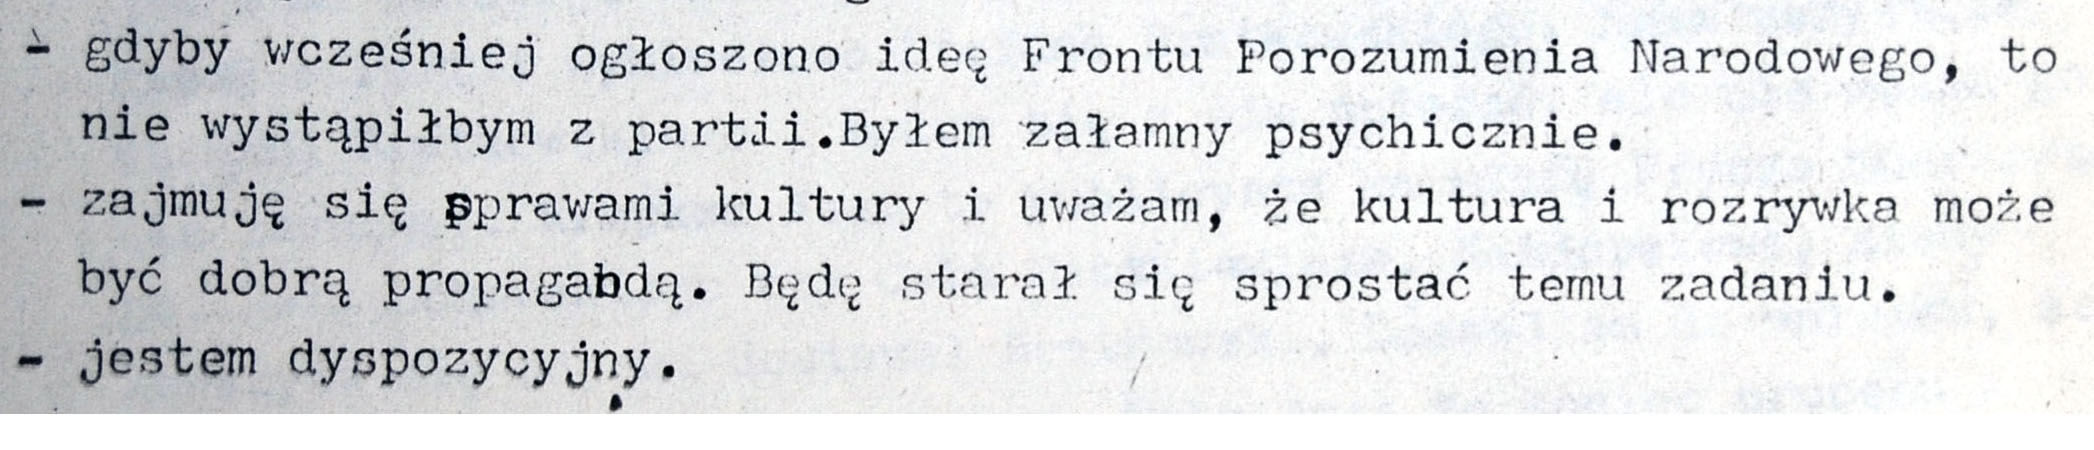 - gdyby wcześniej ogłoszono ideę Frontu Porozumienia Narodowego, to
nie wystąpiłbym z partii.Byłem załamny psychicznie.
- zajmuję się sprawami kultury i uważam, że kultura i rozrywka może
być dobrą propagandą. Będę starał się sprostać temu zadaniu.
- jestem dyspozycyjny.